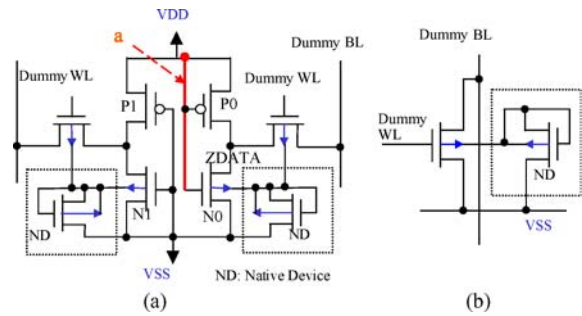 VDD
a
Dummy BL
Dummy WL
Dummy WL
P1
P0
ZDATA
N1
N0
ND
ND
VSS
ND: Native Device
(a)
Dummy BL
Dummy
WL
ND
VSS
(b)